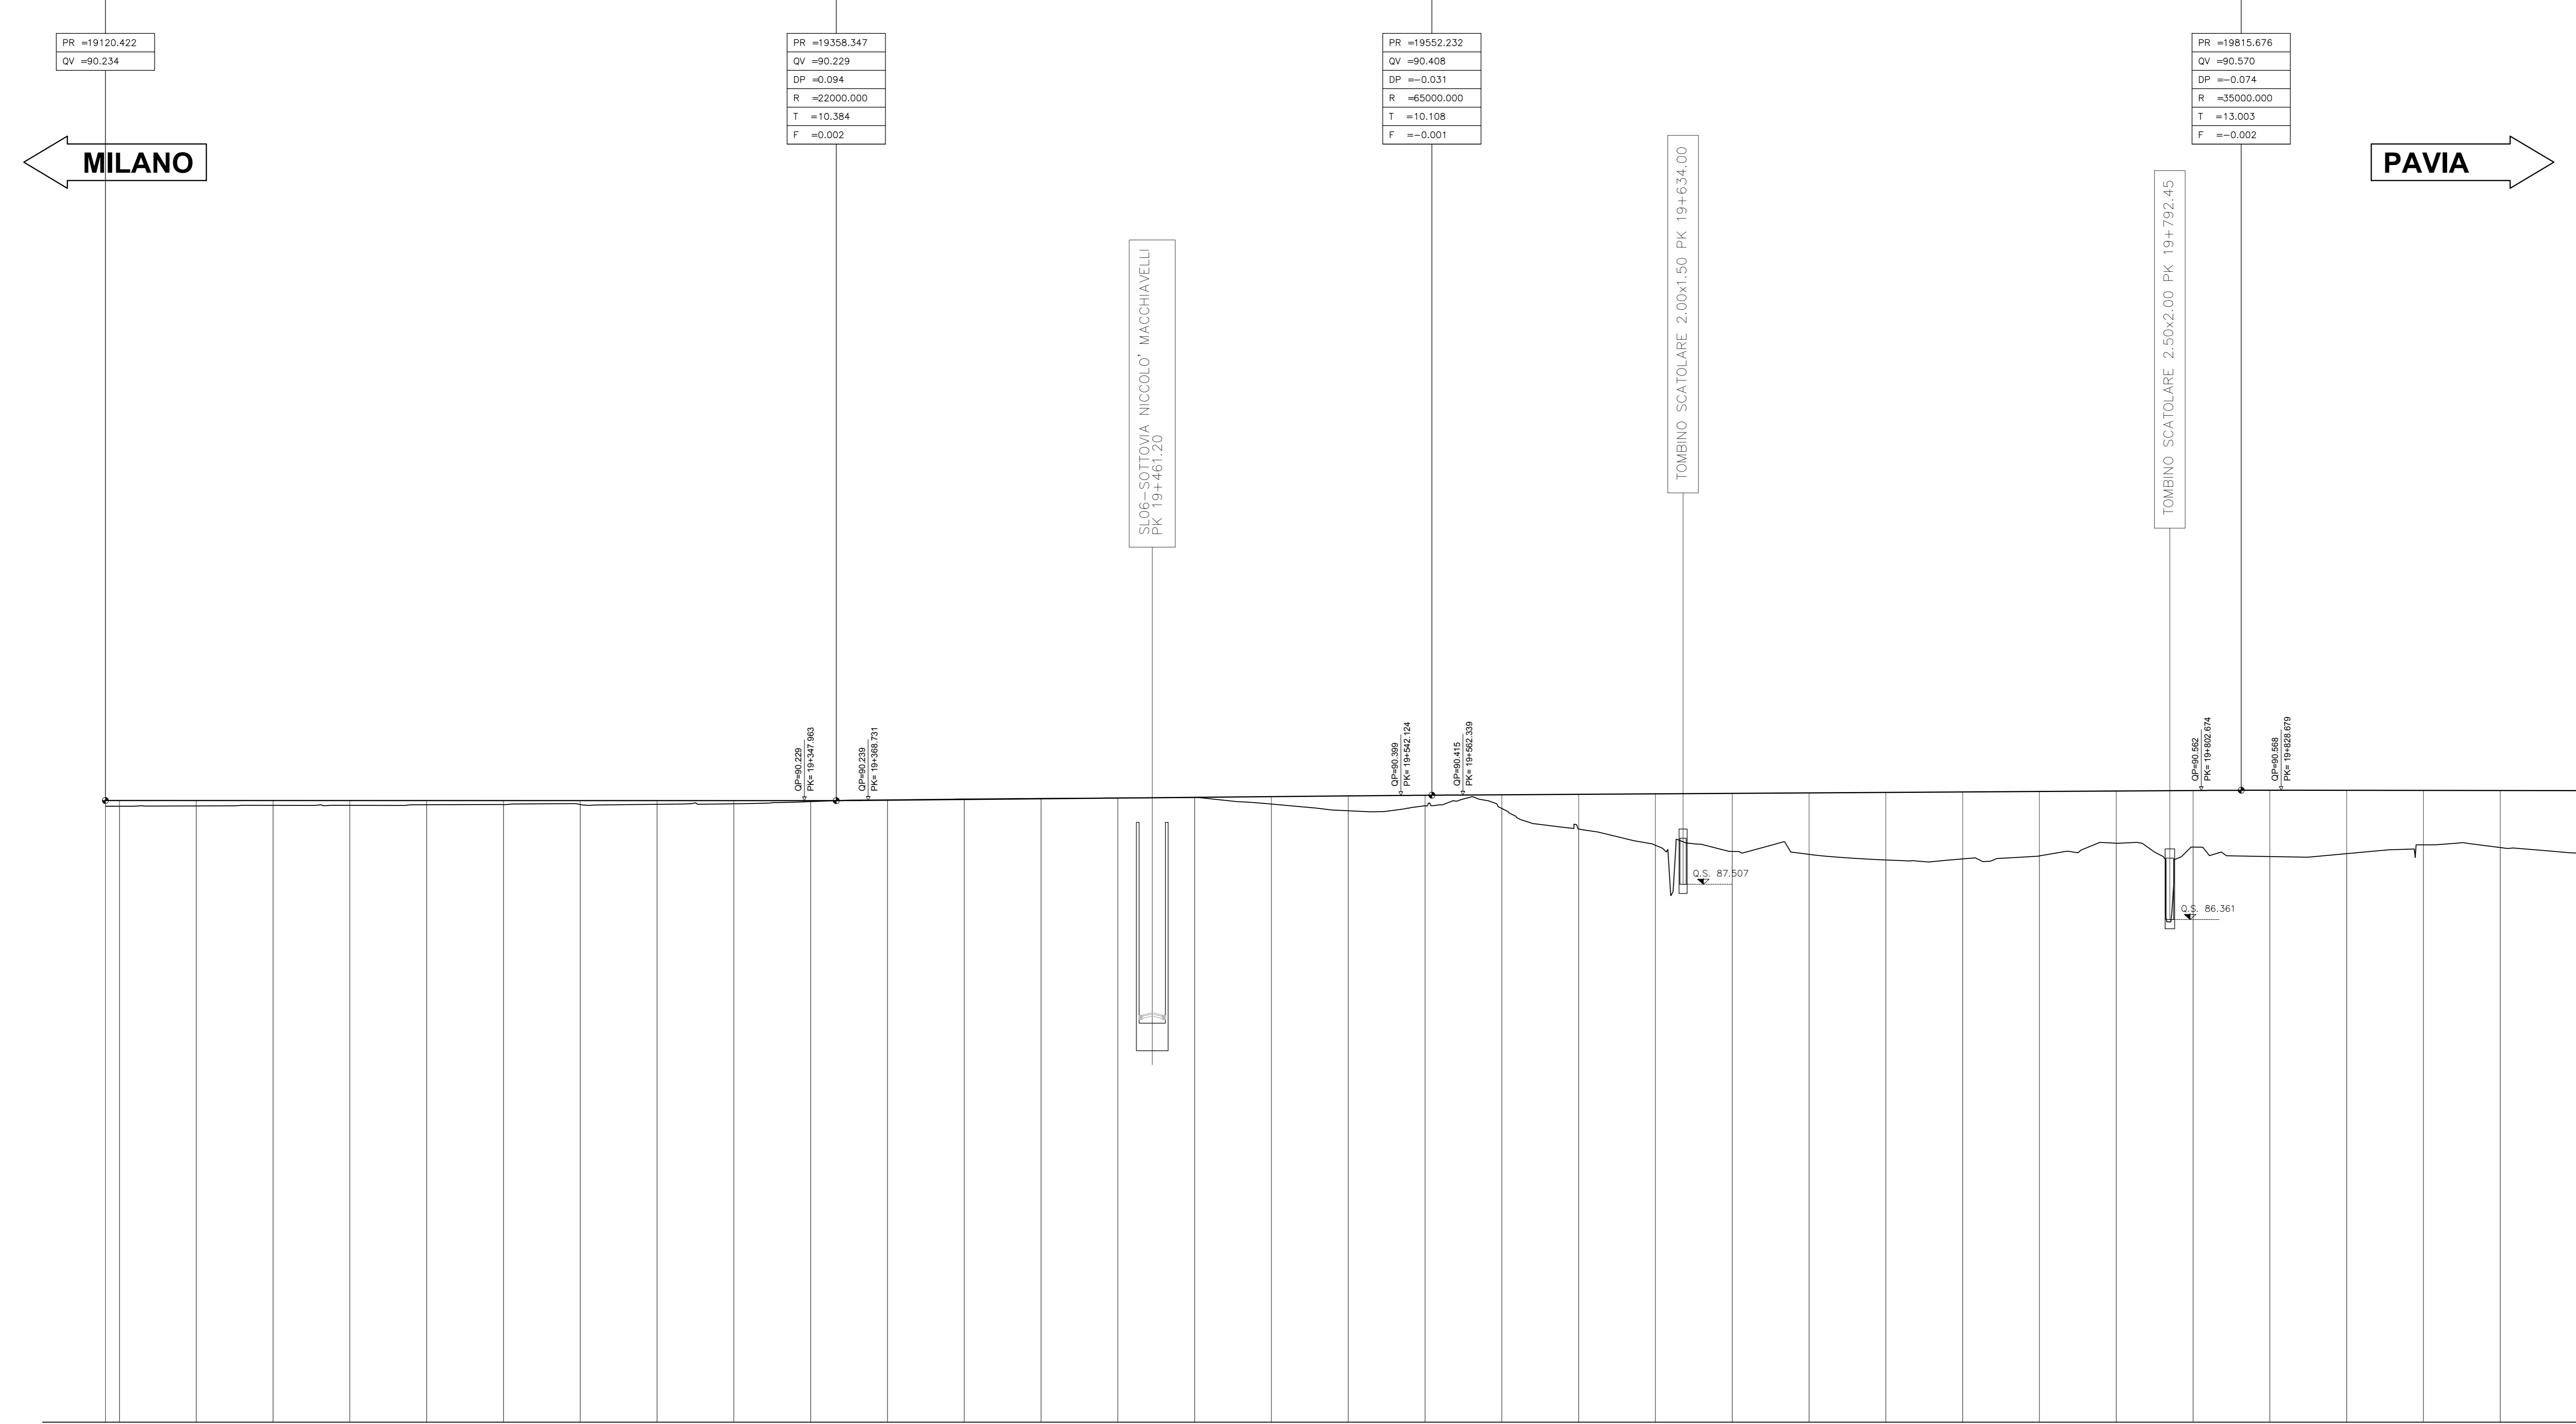 PR =19120.422
QV =90.234
PR =19358.347
QV =90.229
DP =0.094
R =22000.000
T =10.384
F =0.002
PR =19552.232
QV =90.408
DP =-0.031
R =65000.000
T =10.108
F =-0.001
PR =19815.676
QV =90.570
DP =-0.074
R =35000.000
T =13.003
F =-0.002
MILANO
PAVIA
SL06-SOTTOVIA NICCOLO' MACCHIAVELLI
PK 19+461.20
TOMBINO SCATOLARE 2.00x1.50 PK 19+634.00
TOMBINO SCATOLARE 2.50x2.00 PK 19+792.45
QP=90.229
PK= 19+347.963
QP=90.239
PK= 19+368.731
QP=90.399
PK= 19+542.124
QP=90.415
PK= 19+562.339
QP=90.562
PK= 19+802.674
QP=90.568
PK= 19+828.679
Q.S. 87.507
Q.S. 86.361